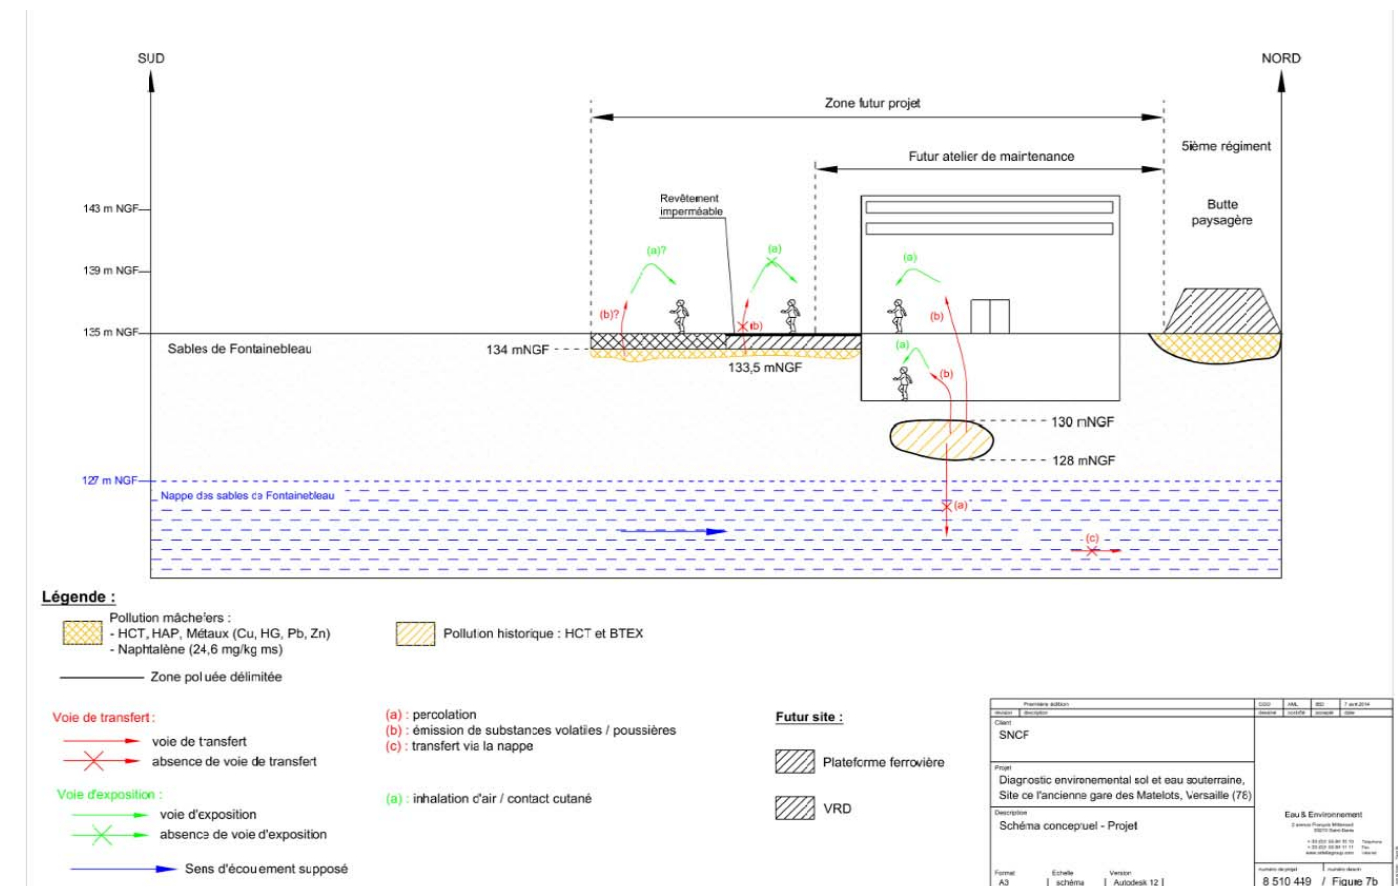 SUD
NORD
Zone futur projet
5ième régiment
Futur atelier de maintenance
Revêtement
imperméable
Butte
paysagère
143 m NGF
(a)?
(a)
(a)
139 m NGF
(b)?
(b)
(b)
135 m NGF
Sables de Fontainebleau
134 mNGF
(a)
133,5 mNGF
(b)
130 mNGF
128 mNGF
127 m NGF
Nappe des sables de Fontainebleau
(a)
(c)
Légende :
Pollution mâchefers :
- HCT, HAP, Métaux (Cu, HG, Pb, Zn)
- Naphtalène (24,6 mg/kg ms)
Pollution historique : HCT et BTEX
Zone polluée délimitée
Voie de transfert :
voie de transfert
absence de voie de transfert
(a) : percolation
(b) : émission de substances volatiles / poussières
(c) : transfert via la nappe
Voie d'exposition :
voie d'exposition
absence de voie d'exposition
(a) : inhalation d'air / contact cutané
Sens d'écoulement supposé
Futur site :
Plateforme ferrovière
VRD
Première édition
7 avril 2014
Client
SNCF
Projet
Diagnostic environemental sol et eau souterraine,
Site de l'ancienne gare des Matelots, Versaille (78)
Description
Schéma conceptuel - Projet
Eau & Environnement
Format
A3
Echelle
schéma
Version
Autodesk 12
8 510 449 / Figure 7b